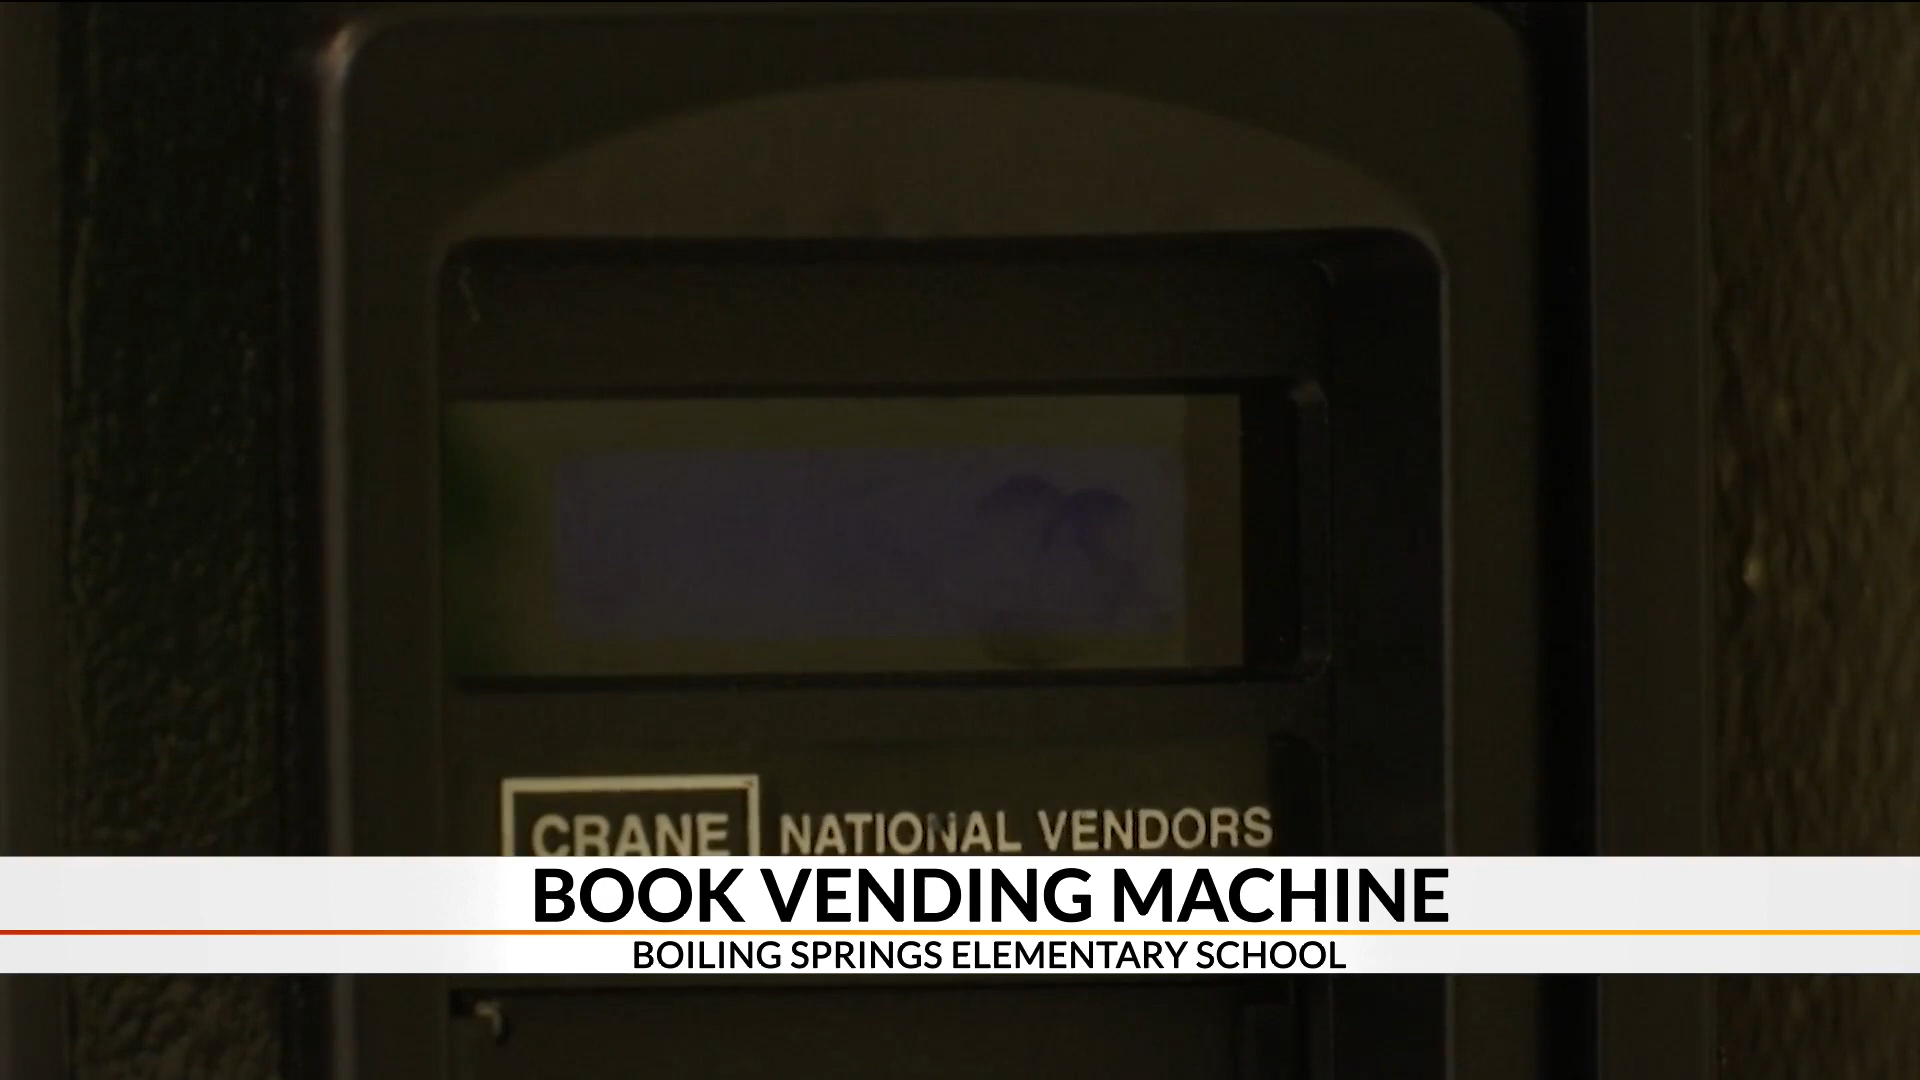 CRANE NATIONAL VENDORS
BOOK VENDING MACHINE
BOILING SPRINGS ELEMENTARY SCHOOL